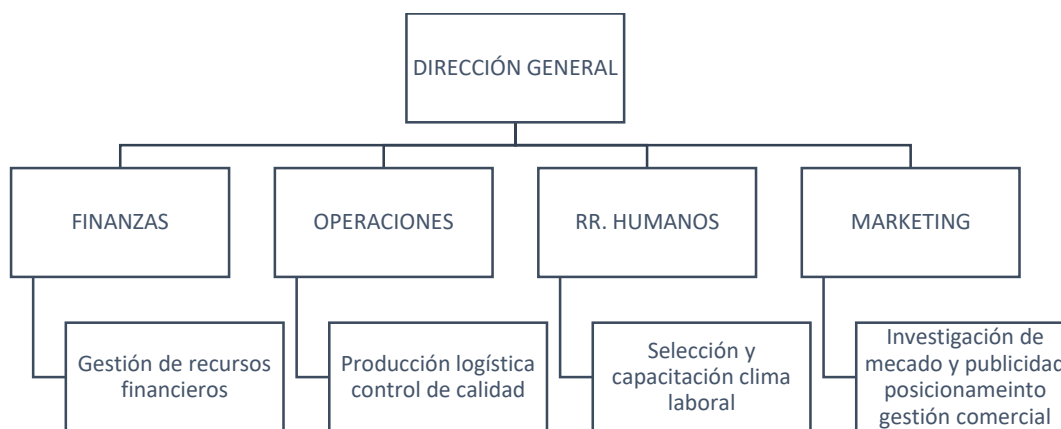 DIRECCIÓN GENERAL
FINANZAS
OPERACIONES
RR. HUMANOS
MARKETING
Gestión de recursos
financieros
Producción logística
control de calidad
Selección y
capacitación clima
laboral
Investigación de
mecado y publicidad
posicionameinto
gestión comercial